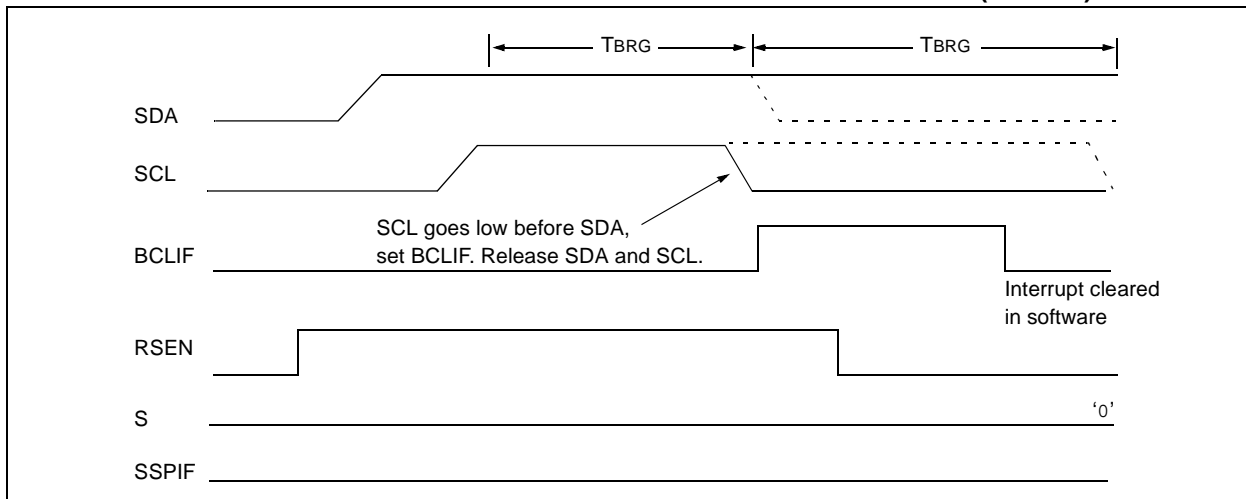 TBRG TBRG
SDA
SCL
SCL goes low before SDA,
set BCLIF. Release SDA and SCL.
BCLIF
Interrupt cleared
in software
RSEN
S ‘0’
SSPIF